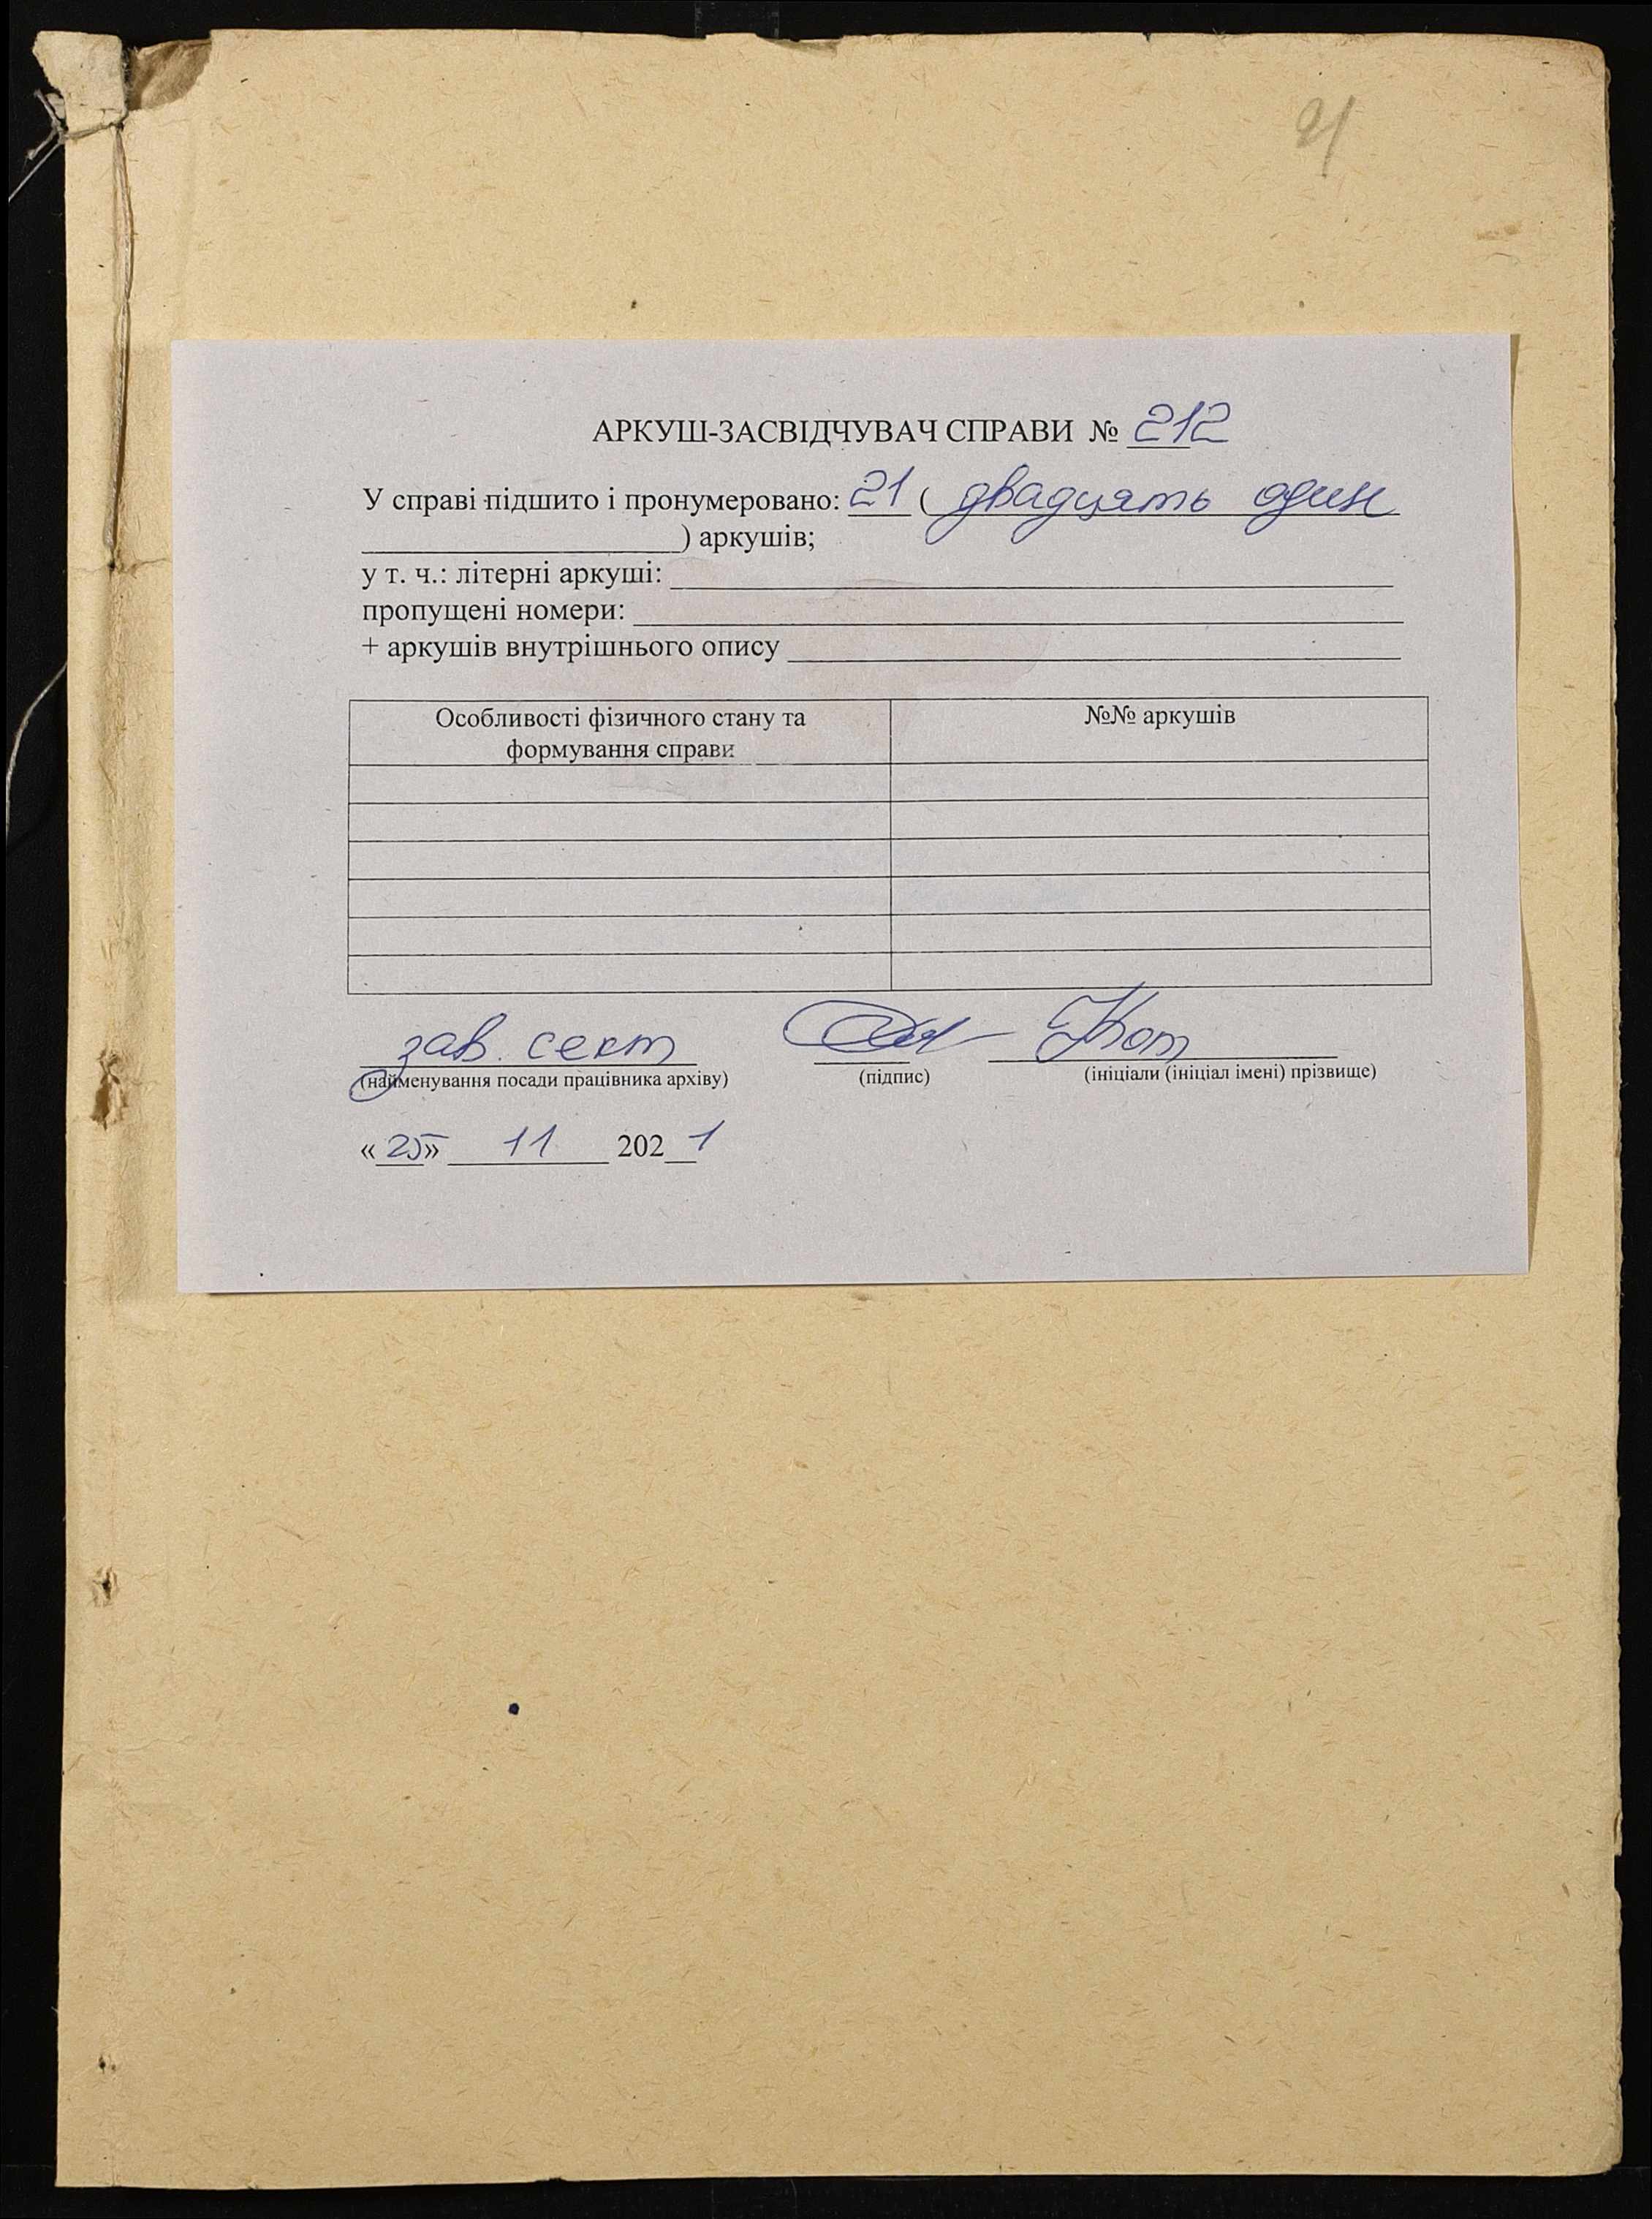 21
АРКУШ-ЗАСВІДЧУВАЧ СПРАВИ № 212
У справі підшито і пронумеровано: 21 ( двадцять один
) аркушів;
у т. ч.: літерні аркуші:
пропущені номери:
+ аркушів внутрішнього опису
Особливості фізичного стану та формування справи
№№ аркушів
зав. сект Кот
(найменування посади працівника архіву) (підпис) (ініціали (ініціал імені) прізвище)
«25» 11 2021